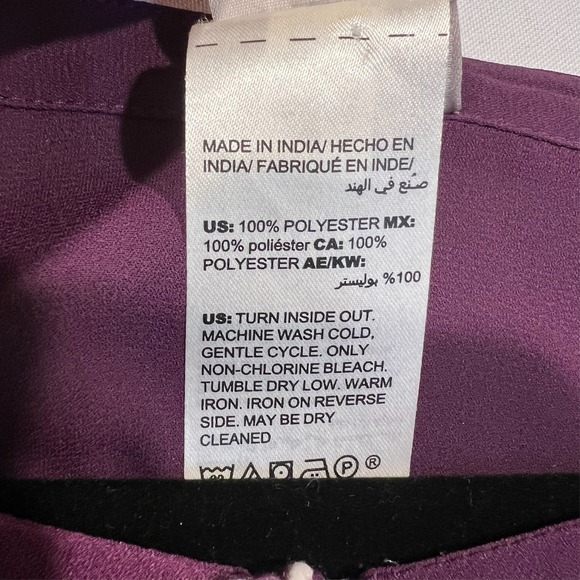 MADE IN INDIA/ HECHO EN
INDIA/ FABRIQUÉ EN INDE/
صُنع في الهند
US: 100% POLYESTER MX:
100% poliéster CA: 100%
POLYESTER AE/KW:
100% بوليستر
US: TURN INSIDE OUT.
MACHINE WASH COLD,
GENTLE CYCLE. ONLY
NON-CHLORINE BLEACH.
TUMBLE DRY LOW. WARM
IRON. IRON ON REVERSE
SIDE. MAY BE DRY
CLEANED
P ®